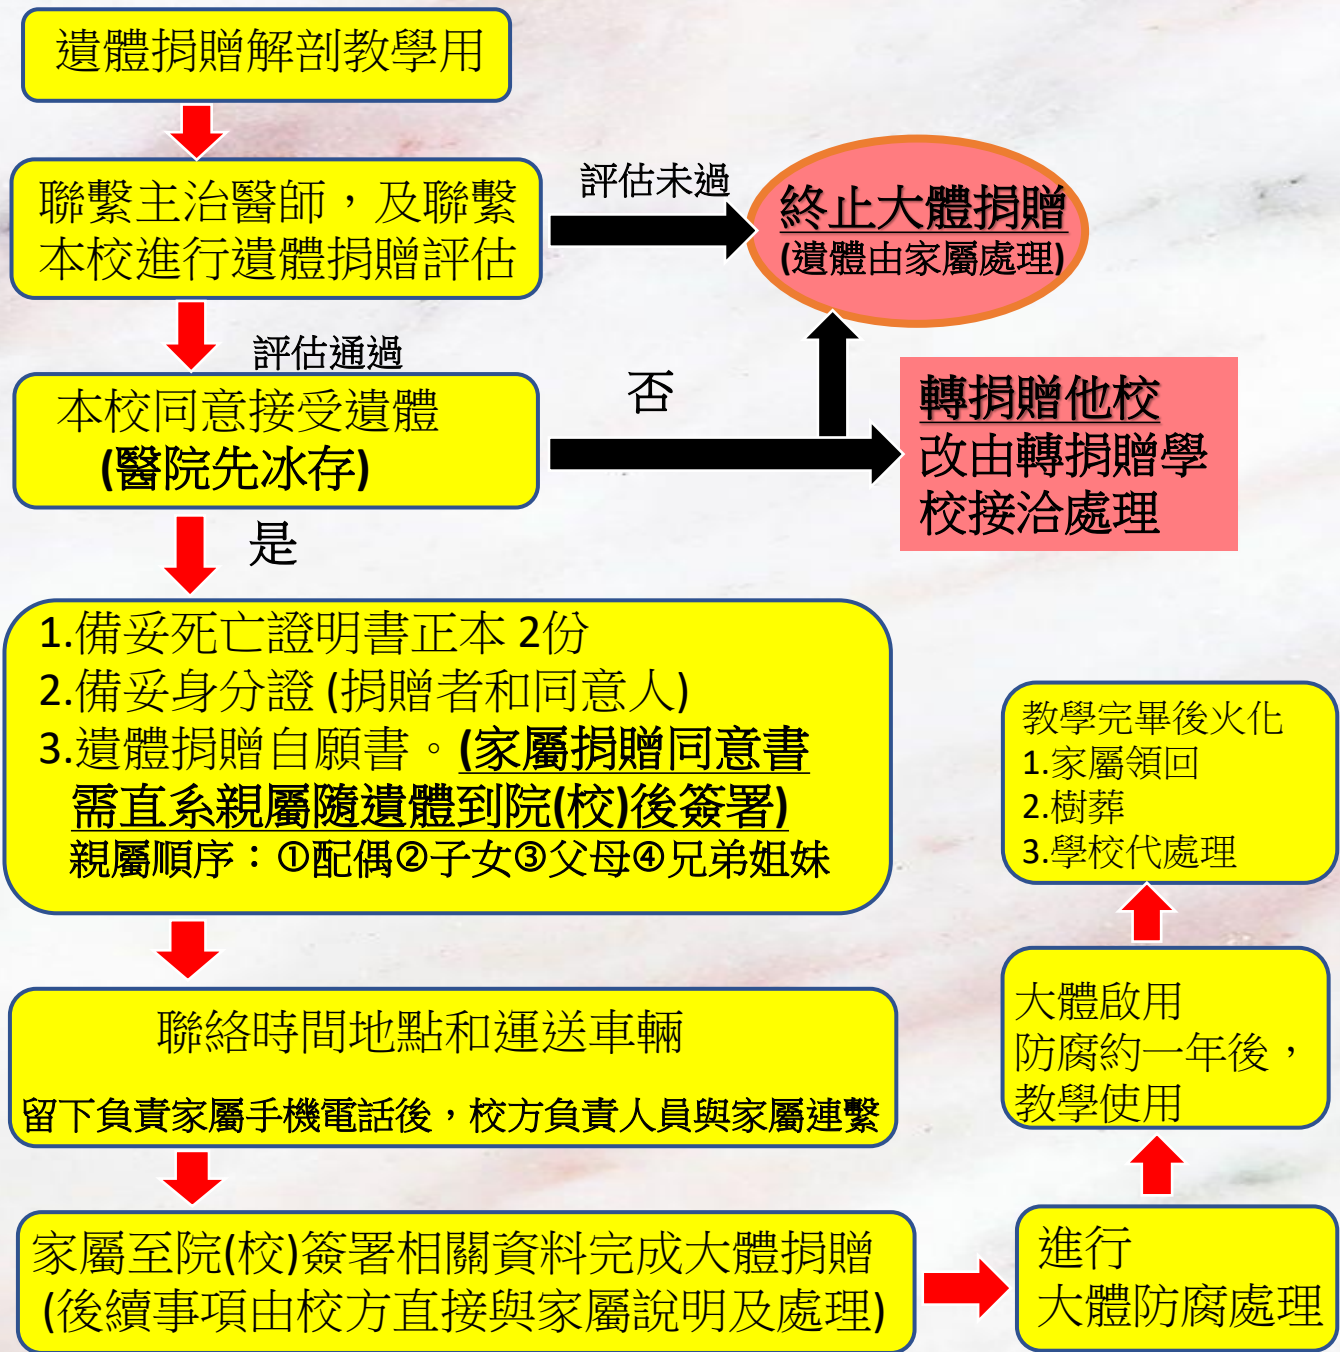 遺體捐贈解剖教學用
聯繫主治醫師，及聯繫
本校進行遺體捐贈評估
評估未過
終止大體捐贈
(遺體由家屬處理)
評估通過
本校同意接受遺體
(醫院先冰存)
否
轉捐贈他校
改由轉捐贈學
校接洽處理
是
1.備妥死亡證明書正本 2份
2.備妥身分證 (捐贈者和同意人)
3.遺體捐贈自願書。(家屬捐贈同意書
需直系親屬隨遺體到院(校)後簽署)
親屬順序：①配偶②子女③父母④兄弟姐妹
聯絡時間地點和運送車輛
留下負責家屬手機電話後，校方負責人員與家屬連繫
家屬至院(校)簽署相關資料完成大體捐贈
(後續事項由校方直接與家屬說明及處理)
進行
大體防腐處理
大體啟用
防腐約一年後，
教學使用
教學完畢後火化
1.家屬領回
2.樹葬
3.學校代處理